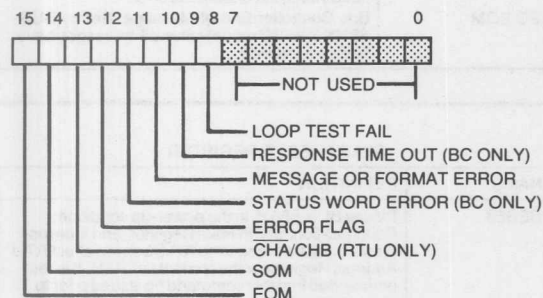 15 14 13 12 11 10 9 8 7 0
NOT USED
LOOP TEST FAIL
RESPONSE TIME OUT (BC ONLY)
MESSAGE OR FORMAT ERROR
STATUS WORD ERROR (BC ONLY)
ERROR FLAG
CHA/CHB (RTU ONLY)
SOM
EOM